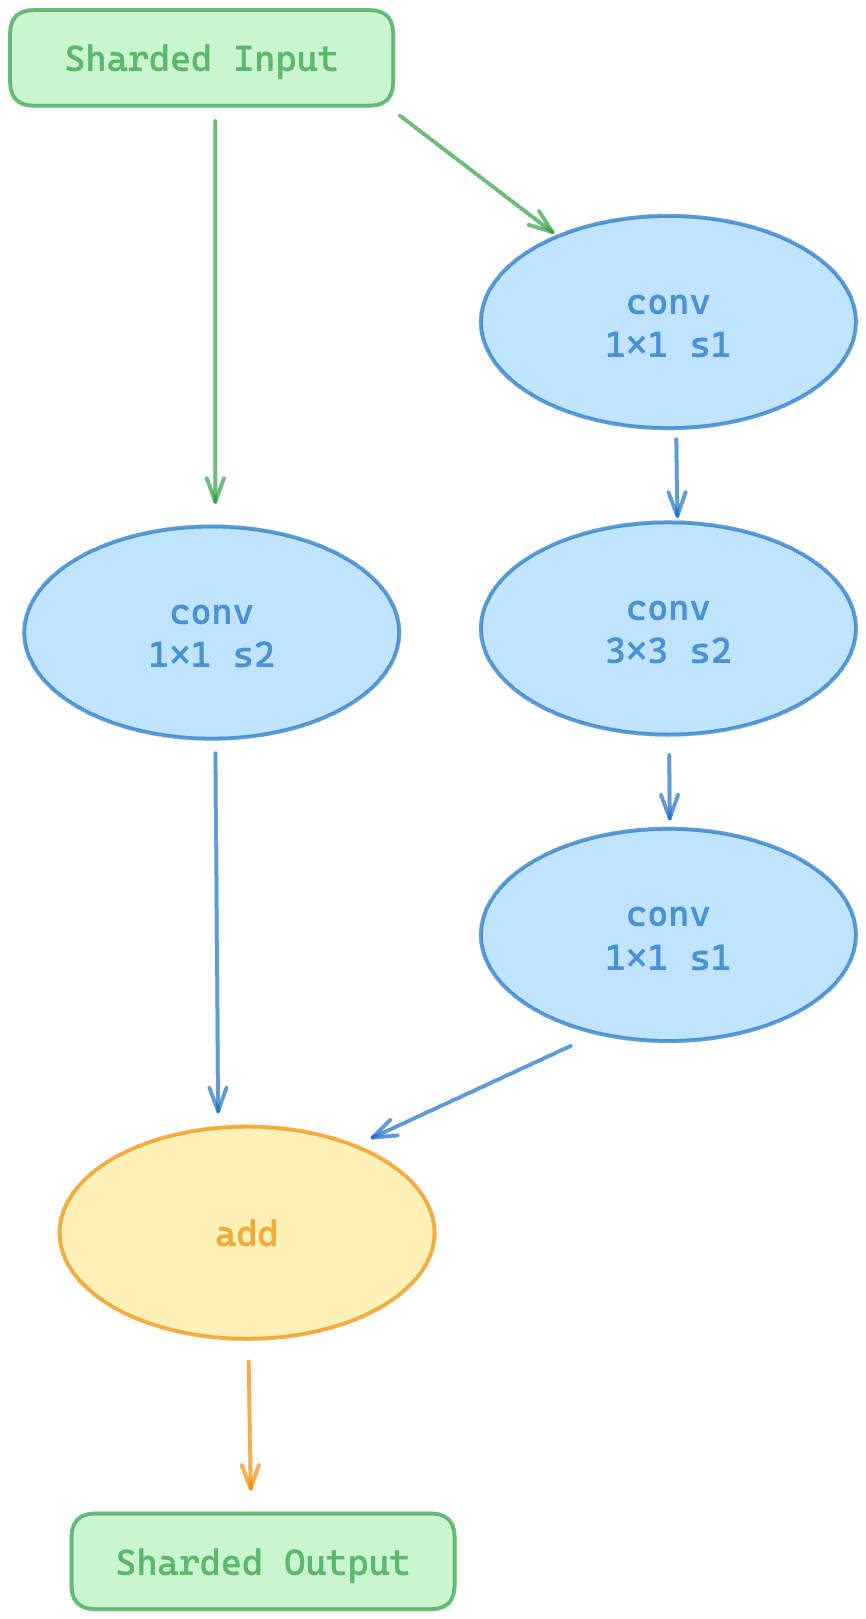 Sharded Input
conv
1×1 s1
conv
1×1 s2
conv
3×3 s2
conv
1×1 s1
add
Sharded Output